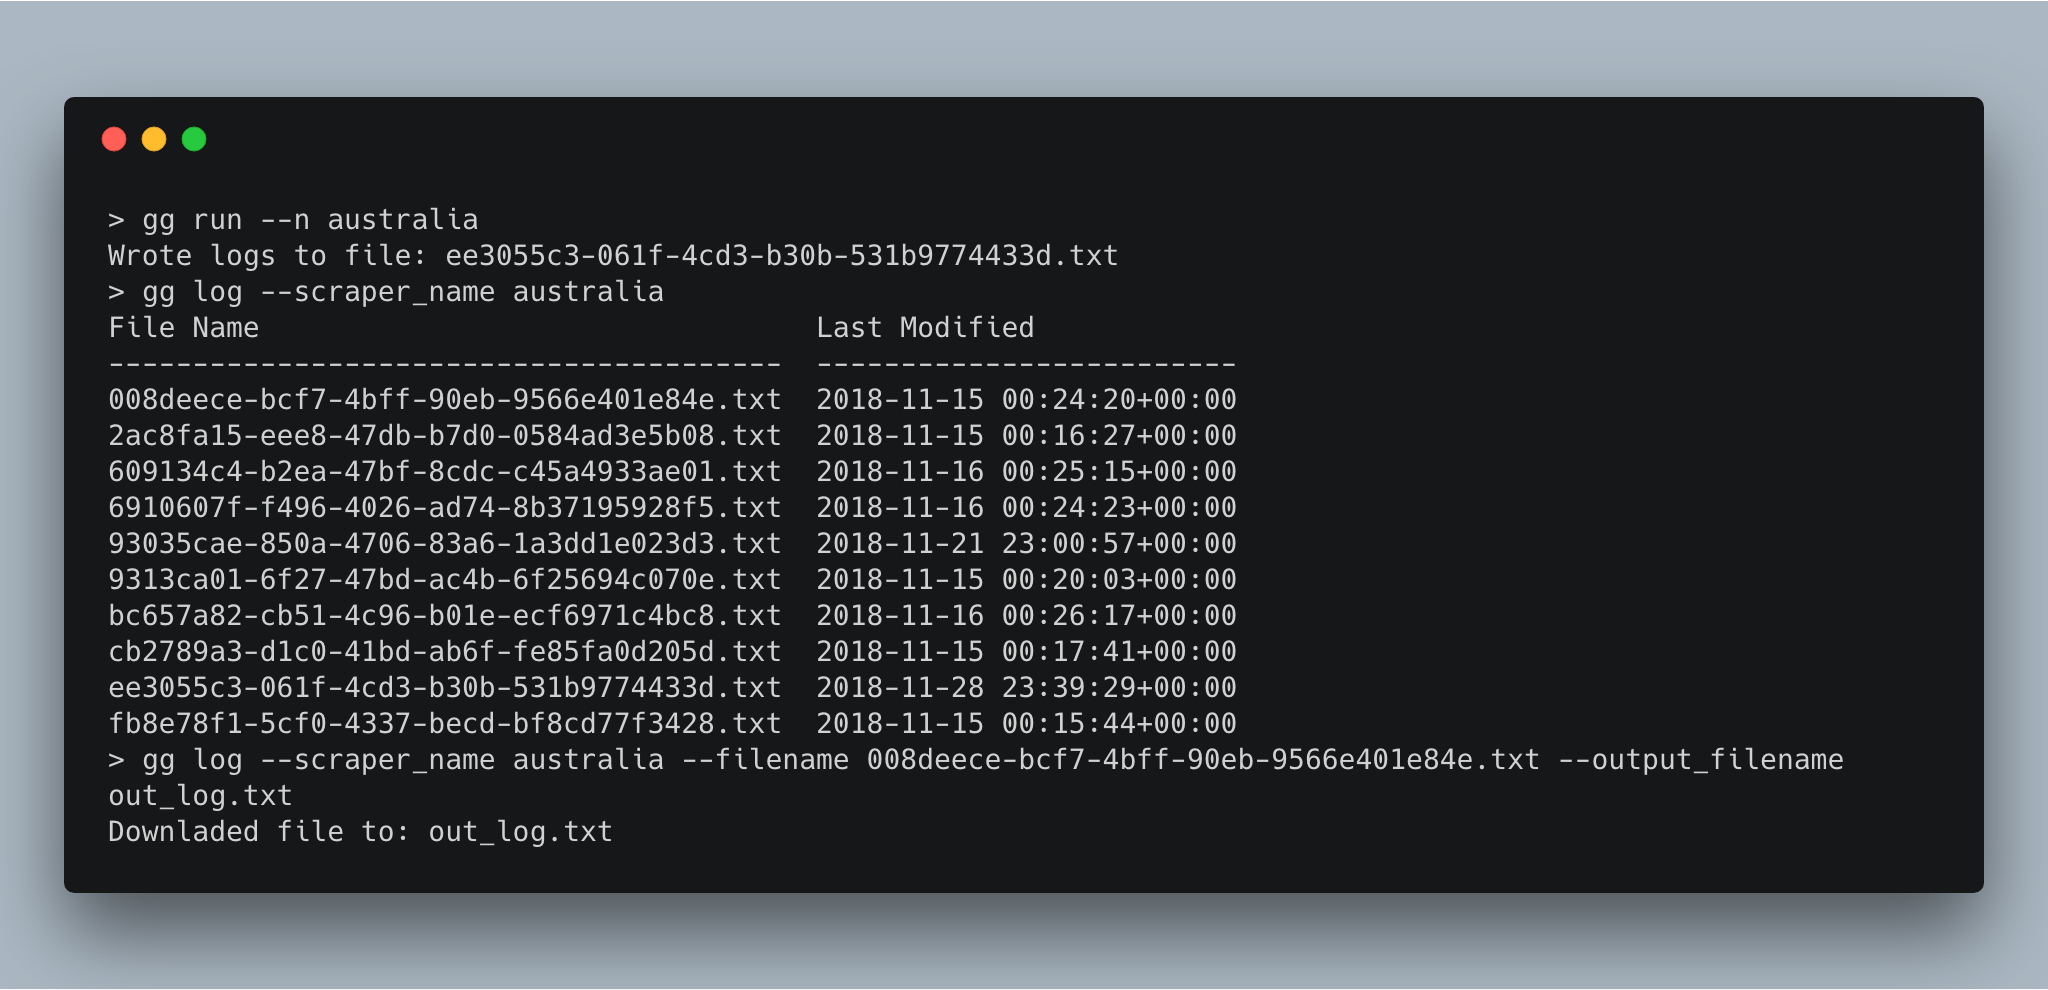 > gg run --n australia
Wrote logs to file: ee3055c3-061f-4cd3-b30b-531b9774433d.txt
> gg log --scraper_name australia
File Name                                 Last Modified
----------------------------------------  -------------------------
008deece-bcf7-4bff-90eb-9566e401e84e.txt  2018-11-15 00:24:20+00:00
2ac8fa15-eee8-47db-b7d0-0584ad3e5b08.txt  2018-11-15 00:16:27+00:00
609134c4-b2ea-47bf-8cdc-c45a4933ae01.txt  2018-11-16 00:25:15+00:00
6910607f-f496-4026-ad74-8b37195928f5.txt  2018-11-16 00:24:23+00:00
93035cae-850a-4706-83a6-1a3dd1e023d3.txt  2018-11-21 23:00:57+00:00
9313ca01-6f27-47bd-ac4b-6f25694c070e.txt  2018-11-15 00:20:03+00:00
bc657a82-cb51-4c96-b01e-ecf6971c4bc8.txt  2018-11-16 00:26:17+00:00
cb2789a3-d1c0-41bd-ab6f-fe85fa0d205d.txt  2018-11-15 00:17:41+00:00
ee3055c3-061f-4cd3-b30b-531b9774433d.txt  2018-11-28 23:39:29+00:00
fb8e78f1-5cf0-4337-becd-bf8cd77f3428.txt  2018-11-15 00:15:44+00:00
> gg log --scraper_name australia --filename 008deece-bcf7-4bff-90eb-9566e401e84e.txt --output_filename
out_log.txt
Downladed file to: out_log.txt